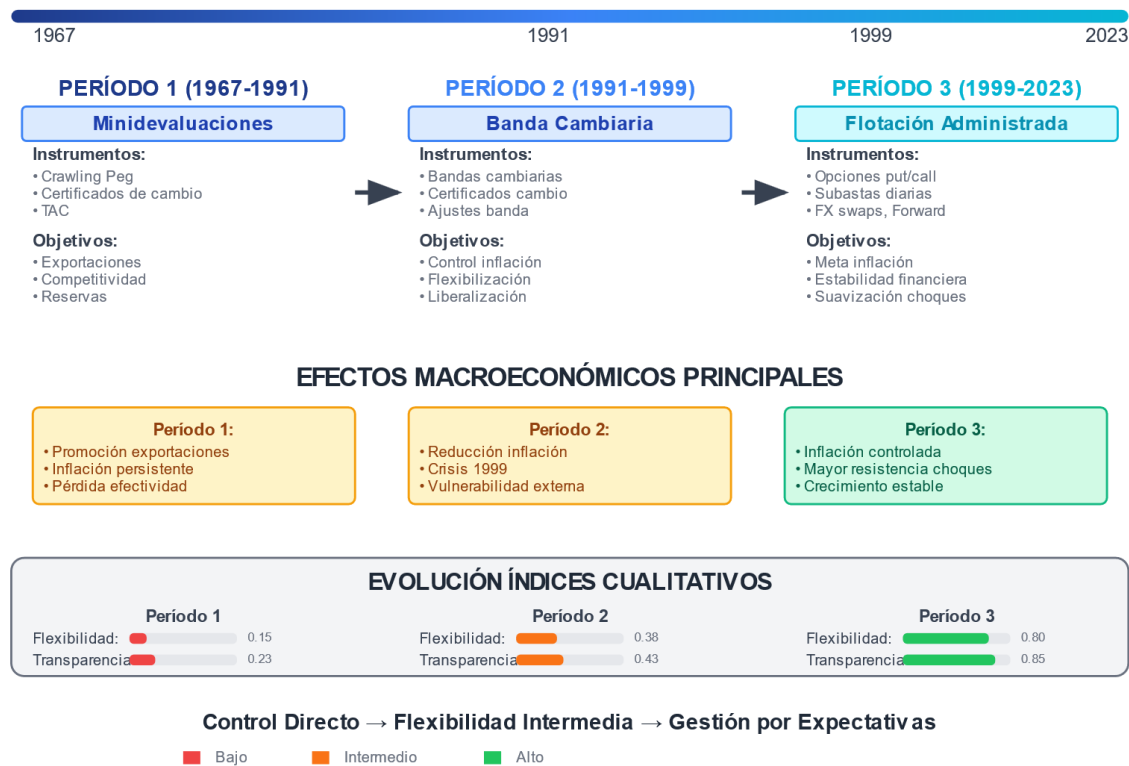 1967
1991
1999
2023
PERÍODO 1 (1967-1991)
Minidevaluaciones
Instrumentos:
• Crawling Peg
• Certificados de cambio
• TAC
Objetivos:
• Exportaciones
• Competitividad
• Reservas
PERÍODO 2 (1991-1999)
Banda Cambiaria
Instrumentos:
• Bandas cambiarias
• Certificados cambio
• Ajustes banda
Objetivos:
• Control inflación
• Flexibilización
• Liberalización
PERÍODO 3 (1999-2023)
Flotación Administrada
Instrumentos:
• Opciones put/call
• Subastas diarias
• FX swaps, Forward
Objetivos:
• Meta inflación
• Estabilidad financiera
• Suavización choques
EFECTOS MACROECONÓMICOS PRINCIPALES
Período 1:
• Promoción exportaciones
• Inflación persistente
• Pérdida efectividad
Período 2:
• Reducción inflación
• Crisis 1999
• Vulnerabilidad externa
Período 3:
• Inflación controlada
• Mayor resistencia choques
• Crecimiento estable
EVOLUCIÓN ÍNDICES CUALITATIVOS
Período 1
Flexibilidad: 0.15
Transparencia 0.23
Período 2
Flexibilidad: 0.38
Transparencia 0.43
Período 3
Flexibilidad: 0.80
Transparencia 0.85
Control Directo → Flexibilidad Intermedia → Gestión por Expectativas
Bajo
Intermedio
Alto